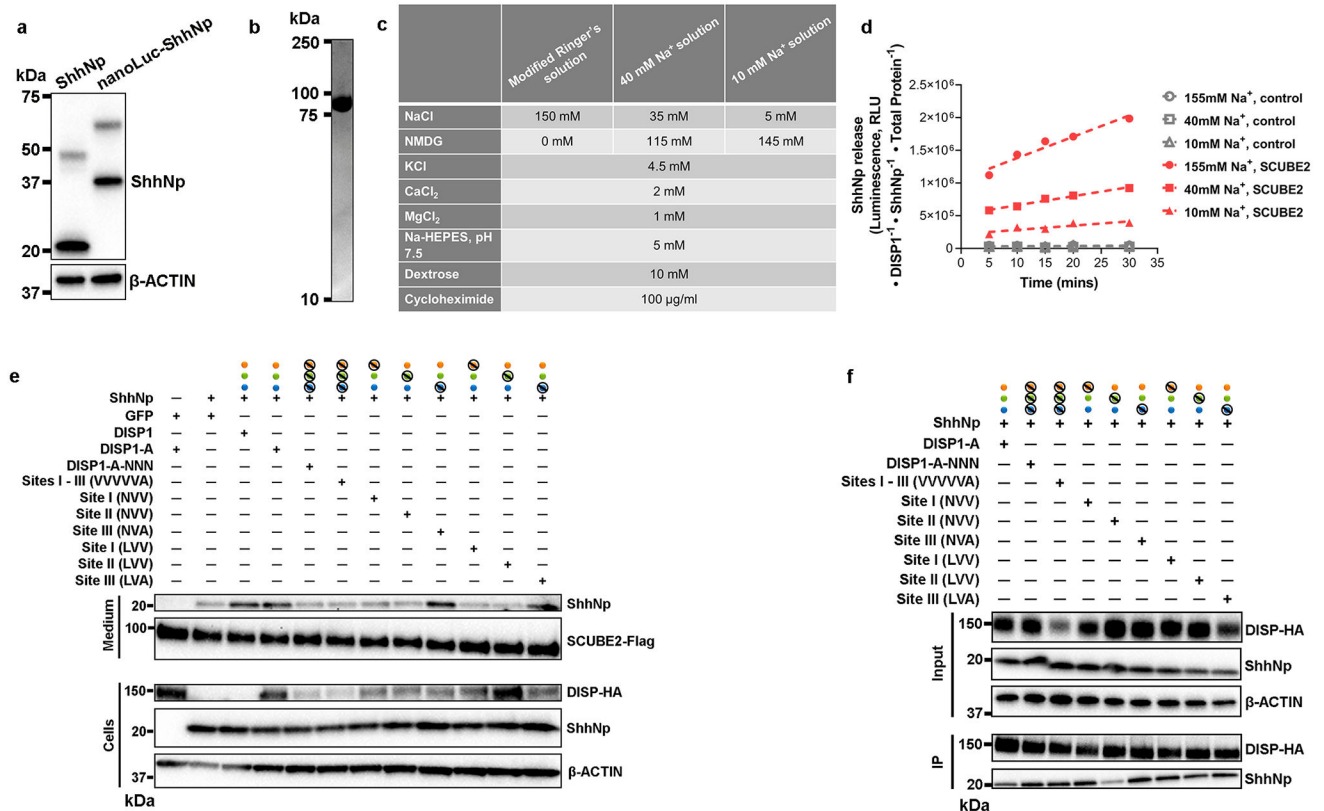 a
kDa
ShhNp
nanoLuc-ShhNp
75
50
37
20
ShhNp
37
β-ACTIN
b
kDa
250
100
75
10
c
Modified Ringer's solution
40 mM Na⁺ solution
10 mM Na⁺ solution
NaCl 150 mM 35 mM 5 mM
NMDG 0 mM 115 mM 145 mM
KCl 4.5 mM
CaCl₂ 2 mM
MgCl₂ 1 mM
Na-HEPES, pH 7.5 5 mM
Dextrose 10 mM
Cycloheximide 100 µg/ml
d
ShhNp release
(Luminescence, RLU
• DISP1⁻¹ • ShhNp⁻¹ • Total Protein⁻¹)
2.5×10⁶
2×10⁶
1.5×10⁶
1×10⁶
5×10⁵
0
0 5 10 15 20 25 30 35
Time (mins)
155mM Na⁺, control
40mM Na⁺, control
10mM Na⁺, control
155mM Na⁺, SCUBE2
40mM Na⁺, SCUBE2
10mM Na⁺, SCUBE2
e
ShhNp — + + + + + + + + + + +
GFP + + — — — — — — — — — —
DISP1 — — + — — — — — — — — —
DISP1-A + — — + — — — — — — — —
DISP1-A-NNN — — — — + — — — — — — —
Sites I - III (VVVVVA) — — — — — + — — — — — —
Site I (NVV) — — — — — — + — — — — —
Site II (NVV) — — — — — — — + — — — —
Site III (NVA) — — — — — — — — + — — —
Site I (LVV) — — — — — — — — — + — —
Site II (LVV) — — — — — — — — — — + —
Site III (LVA) — — — — — — — — — — — +
Medium
20
ShhNp
100
SCUBE2-Flag
Cells
150
DISP-HA
20
ShhNp
37
β-ACTIN
kDa
f
ShhNp + + + + + + + + +
DISP1-A + — — — — — — — —
DISP1-A-NNN — + — — — — — — —
Sites I - III (VVVVVA) — — + — — — — — —
Site I (NVV) — — — + — — — — —
Site II (NVV) — — — — + — — — —
Site III (NVA) — — — — — + — — —
Site I (LVV) — — — — — — + — —
Site II (LVV) — — — — — — — + —
Site III (LVA) — — — — — — — — +
Input
150
DISP-HA
20
ShhNp
37
β-ACTIN
IP
150
DISP-HA
20
ShhNp
kDa